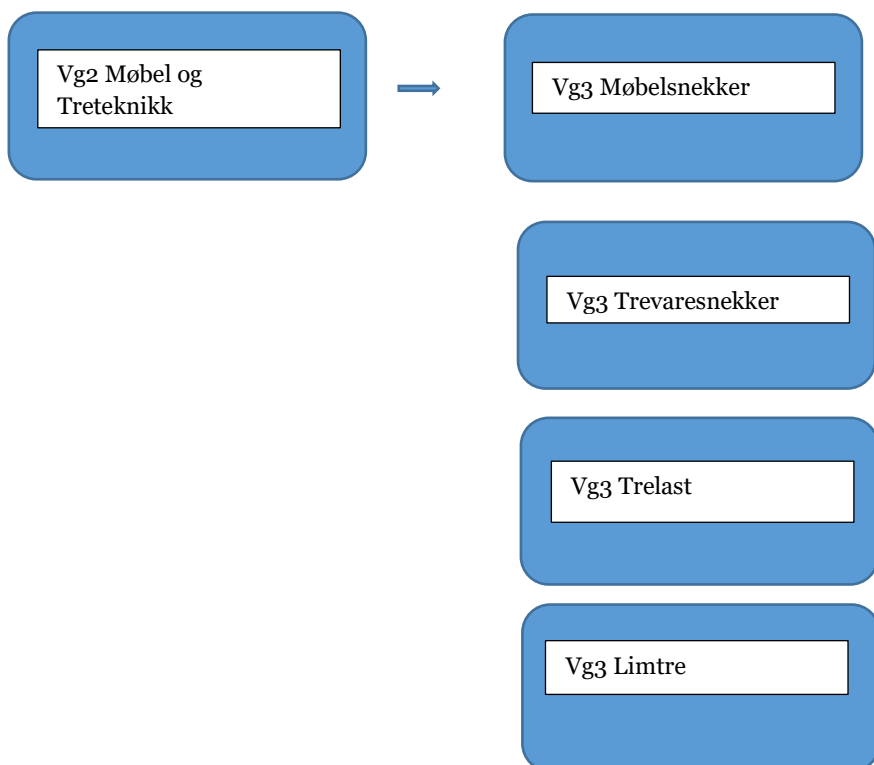 Vg2 Møbel og
Treteknikk
Vg3 Møbelsnekker
Vg3 Trevaresnekker
Vg3 Trelast
Vg3 Limtre